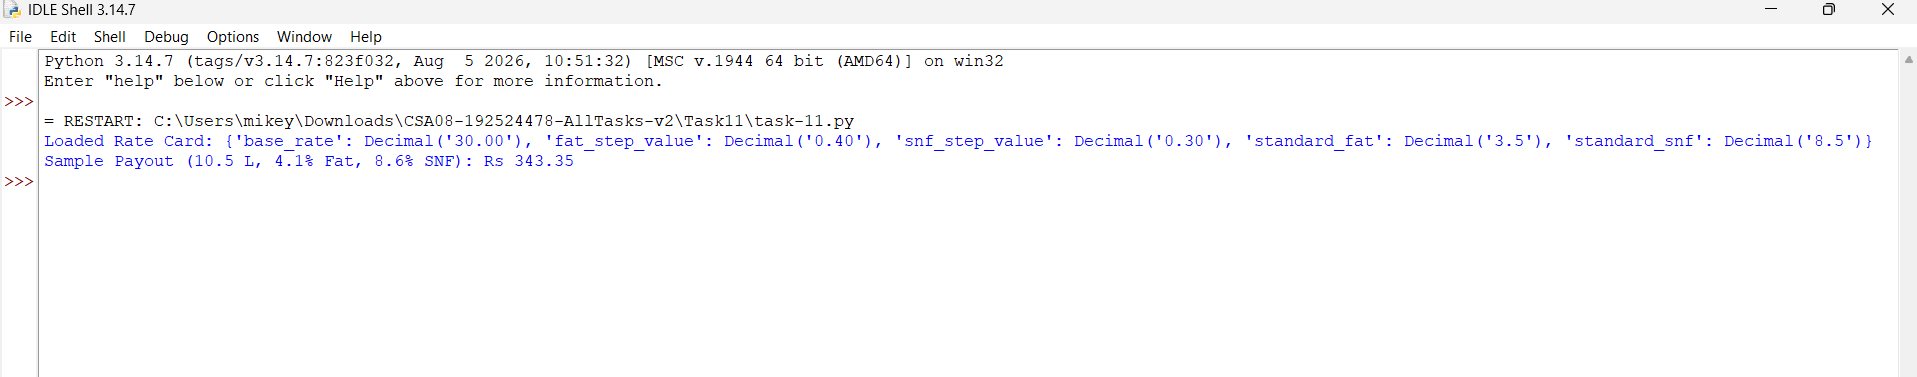 IDLE Shell 3.14.7
File Edit Shell Debug Options Window Help
Python 3.14.7 (tags/v3.14.7:823f032, Aug  5 2026, 10:51:32) [MSC v.1944 64 bit (AMD64)] on win32
Enter "help" below or click "Help" above for more information.
>>>
= RESTART: C:\Users\mikey\Downloads\CSA08-192524478-AllTasks-v2\Task11\task-11.py
Loaded Rate Card: {'base_rate': Decimal('30.00'), 'fat_step_value': Decimal('0.40'), 'snf_step_value': Decimal('0.30'), 'standard_fat': Decimal('3.5'), 'standard_snf': Decimal('8.5')}
Sample Payout (10.5 L, 4.1% Fat, 8.6% SNF): Rs 343.35
>>>